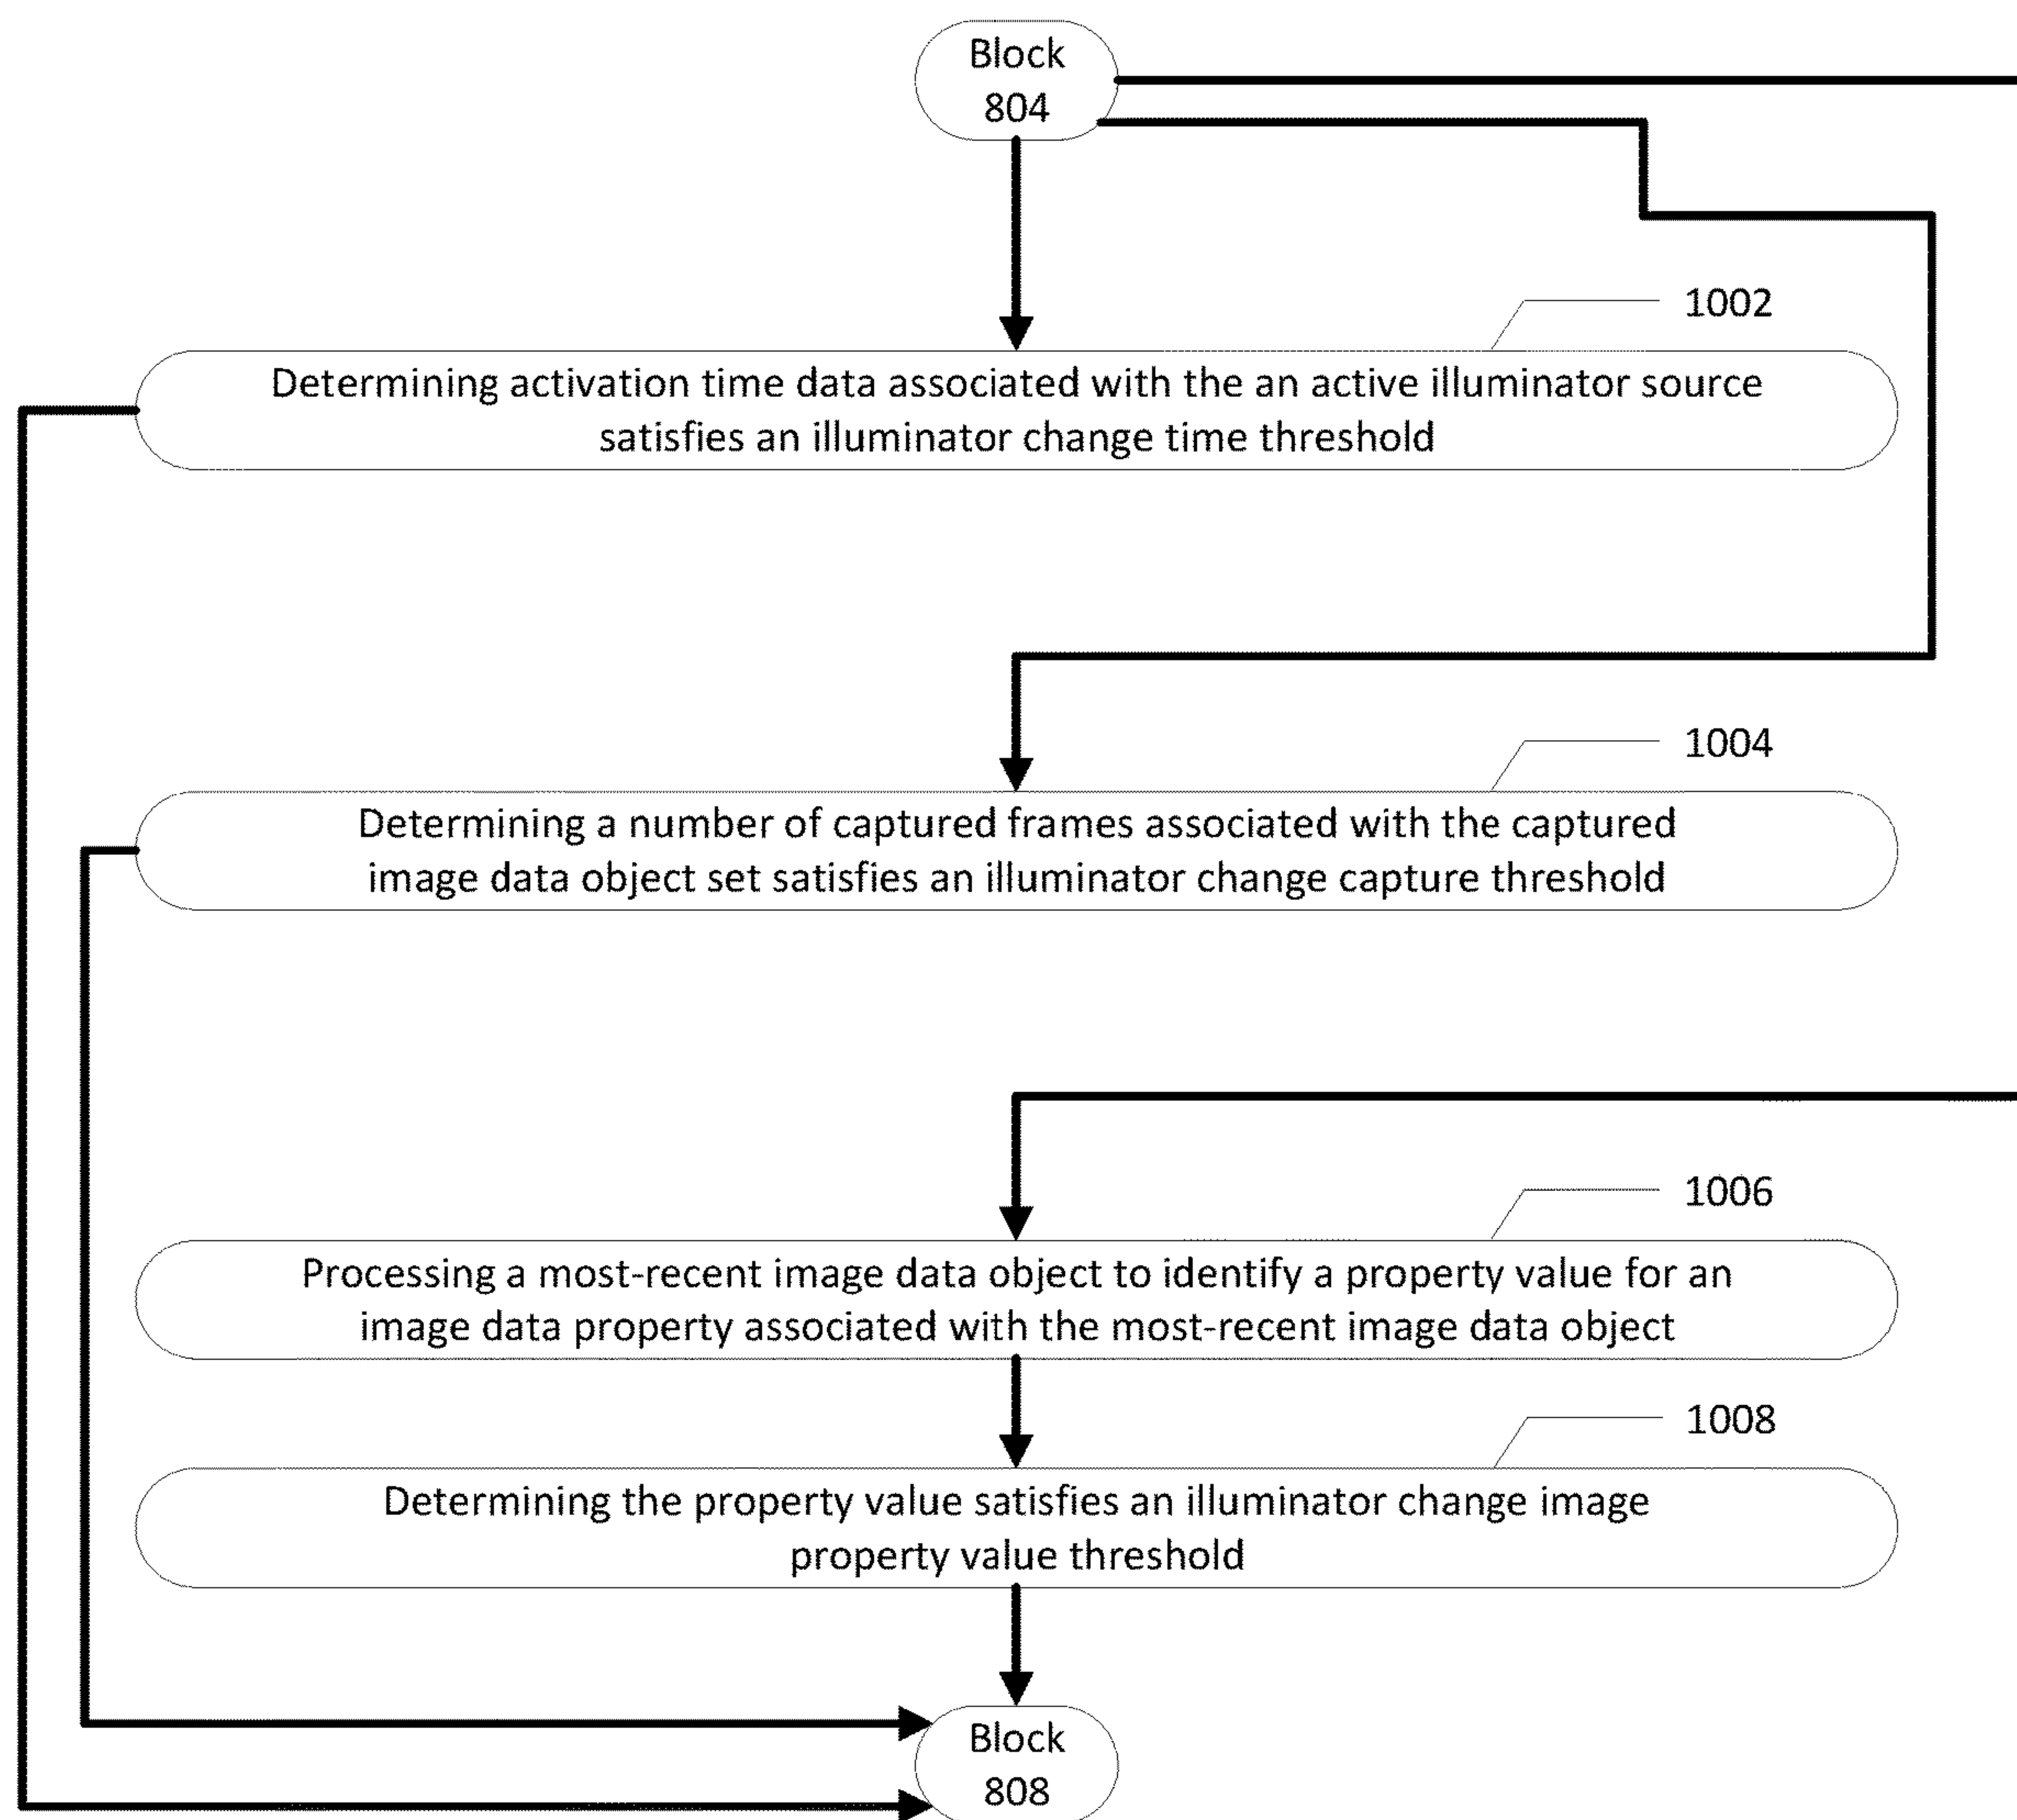 Block
804
1002
Determining activation time data associated with the an active illuminator source
satisfies an illuminator change time threshold
1004
Determining a number of captured frames associated with the captured
image data object set satisfies an illuminator change capture threshold
1006
Processing a most-recent image data object to identify a property value for an
image data property associated with the most-recent image data object
1008
Determining the property value satisfies an illuminator change image
property value threshold
Block
808